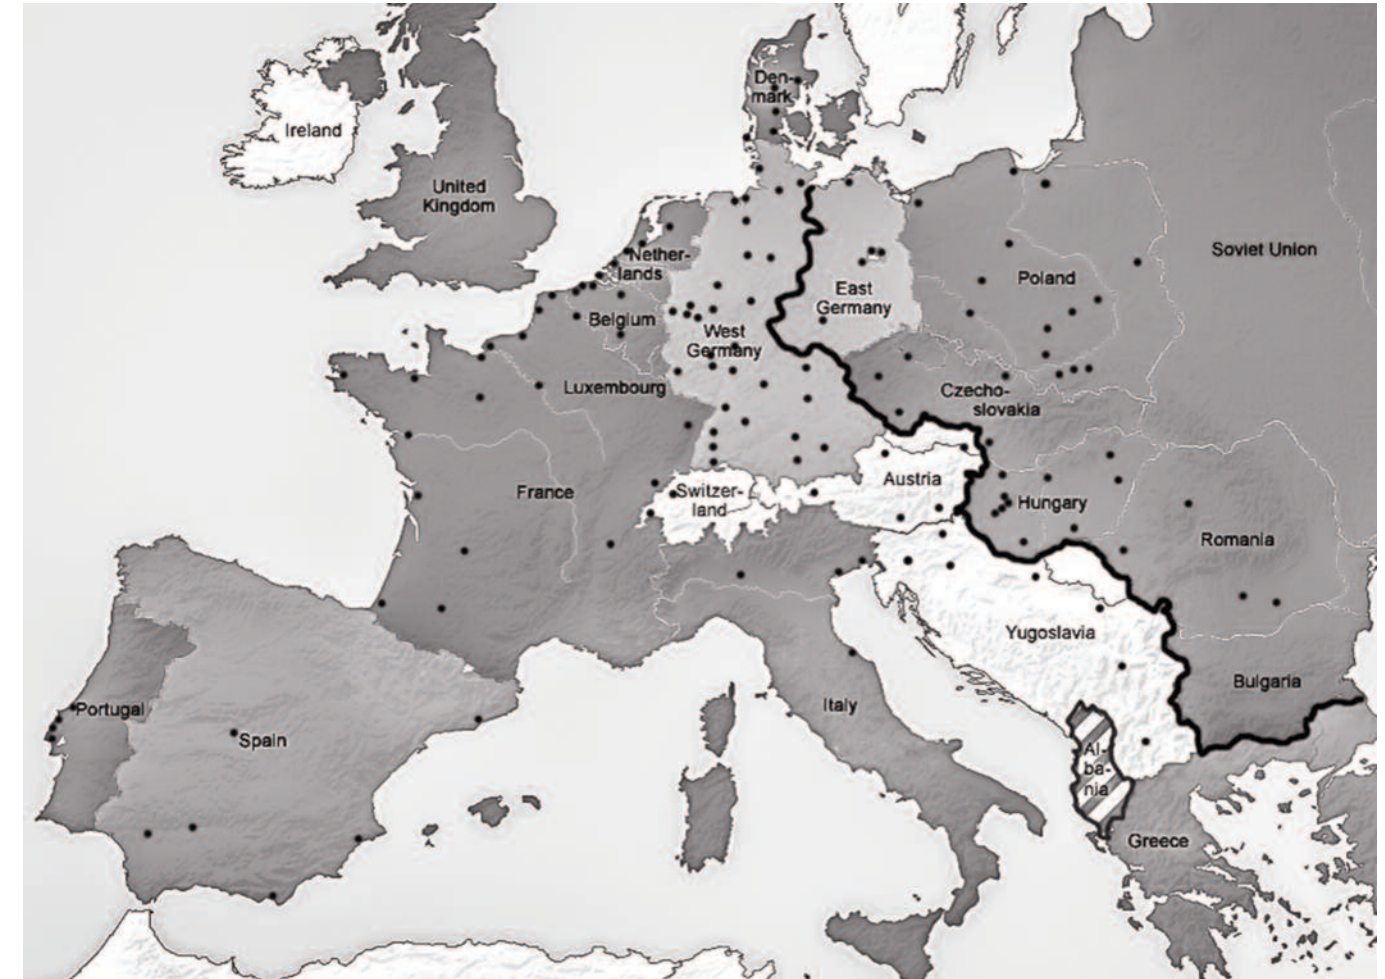 Den-
mark
Ireland
United
Kingdom
Nether-
lands
Soviet Union
Poland
East
Germany
Belgium
West
Germany
Luxembourg
Czecho-
slovakia
France
Switzer-
land
Austria
Hungary
Romania
Yugoslavia
Bulgaria
Portugal
Spain
Italy
Al-
ba-
nia
Greece